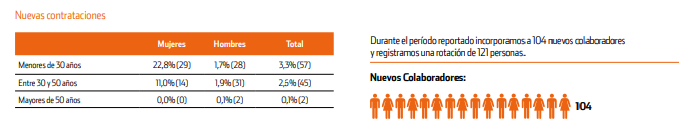 Nuevas contrataciones
Mujeres Hombres Total
Menores de 30 años 22,8% (29) 1,7% (28) 3,3% (57)
Entre 30 y 50 años 11,0% (14) 1,9% (31) 2,5% (45)
Mayores de 50 años 0,0% (0) 0,1% (2) 0,1% (2)
Durante el período reportado incorporamos a 104 nuevos colaboradores
y registramos una rotación de 121 personas.
Nuevos Colaboradores:
104